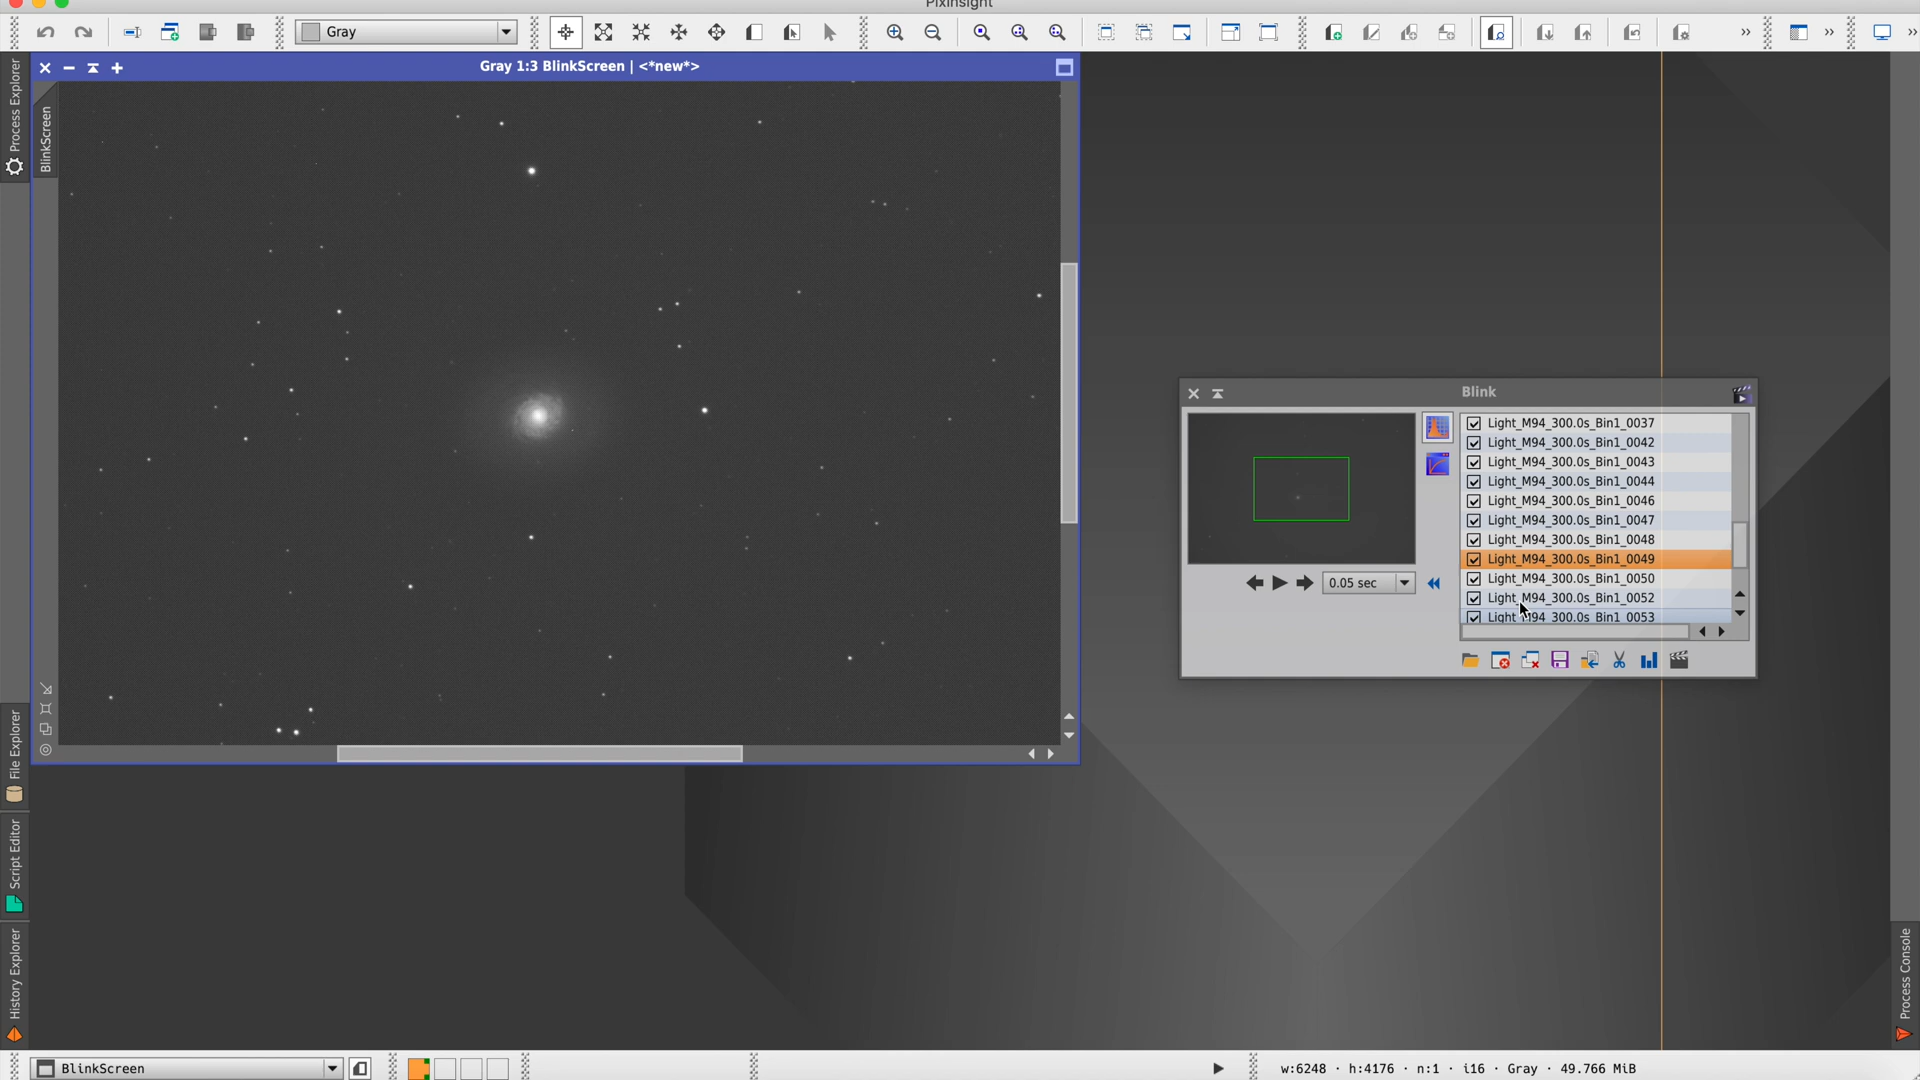 PixInsight
Gray
Gray 1:3 BlinkScreen | <*new*>
Process Explorer
BlinkScreen
Blink
Light_M94_300.0s_Bin1_0037
Light_M94_300.0s_Bin1_0042
Light_M94_300.0s_Bin1_0043
Light_M94_300.0s_Bin1_0044
Light_M94_300.0s_Bin1_0046
Light_M94_300.0s_Bin1_0047
Light_M94_300.0s_Bin1_0048
Light_M94_300.0s_Bin1_0049
Light_M94_300.0s_Bin1_0050
Light_M94_300.0s_Bin1_0052
Light_M94_300.0s_Bin1_0053
0.05 sec
File Explorer
Script Editor
History Explorer
Process Console
BlinkScreen
w:6248 · h:4176 · n:1 · i16 · Gray · 49.766 MiB